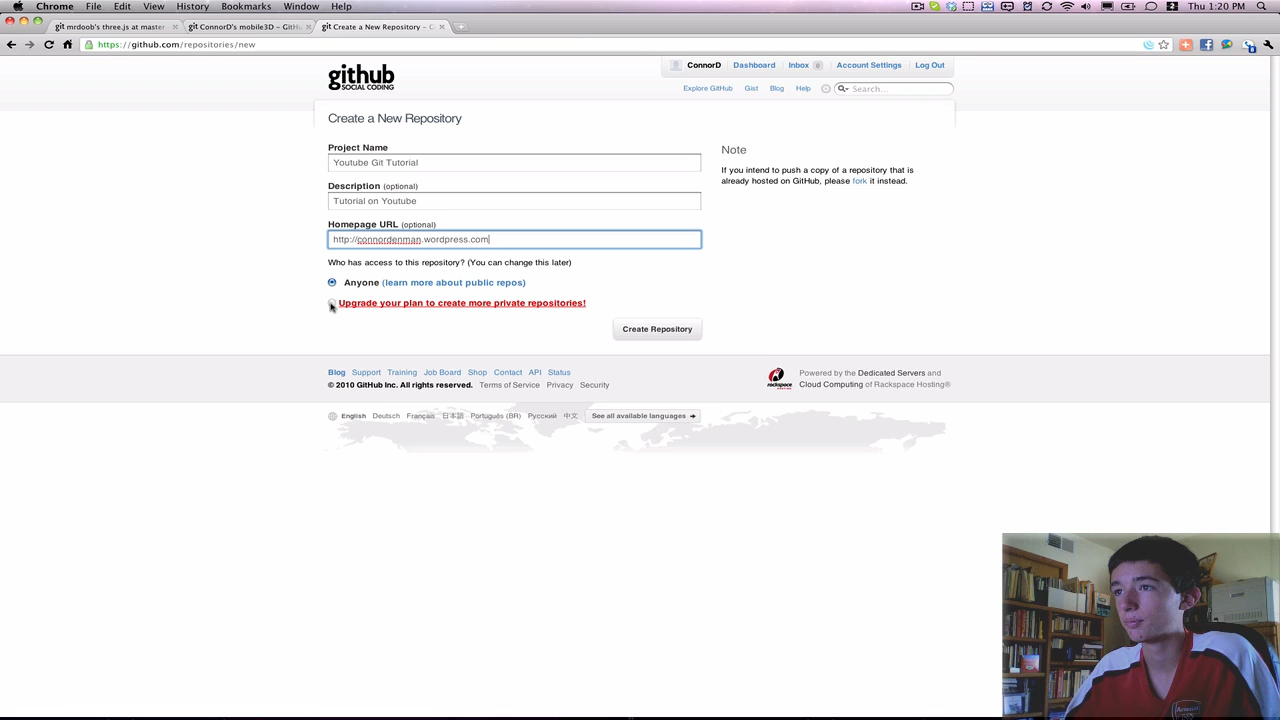 Chrome File Edit View History Bookmarks Window Help Thu 1:20 PM
git mrdoob's three.js at master
git ConnorD's mobile3D – GitHu
git Create a New Repository – G
https://github.com/repositories/new
github
SOCIAL CODING
ConnorD Dashboard Inbox 0 Account Settings Log Out
Explore GitHub Gist Blog Help Search...
Create a New Repository
Project Name
Youtube Git Tutorial
Description (optional)
Tutorial on Youtube
Homepage URL (optional)
http://connordenman.wordpress.com
Who has access to this repository? (You can change this later)
Anyone (learn more about public repos)
Upgrade your plan to create more private repositories!
Create Repository
Note
If you intend to push a copy of a repository that is
already hosted on GitHub, please fork it instead.
Blog Support Training Job Board Shop Contact API Status
© 2010 GitHub Inc. All rights reserved. Terms of Service Privacy Security
rackspace
HOSTING
Powered by the Dedicated Servers and
Cloud Computing of Rackspace Hosting®
English Deutsch Français 日本語 Português (BR) Русский 中文 See all available languages
Arsenal